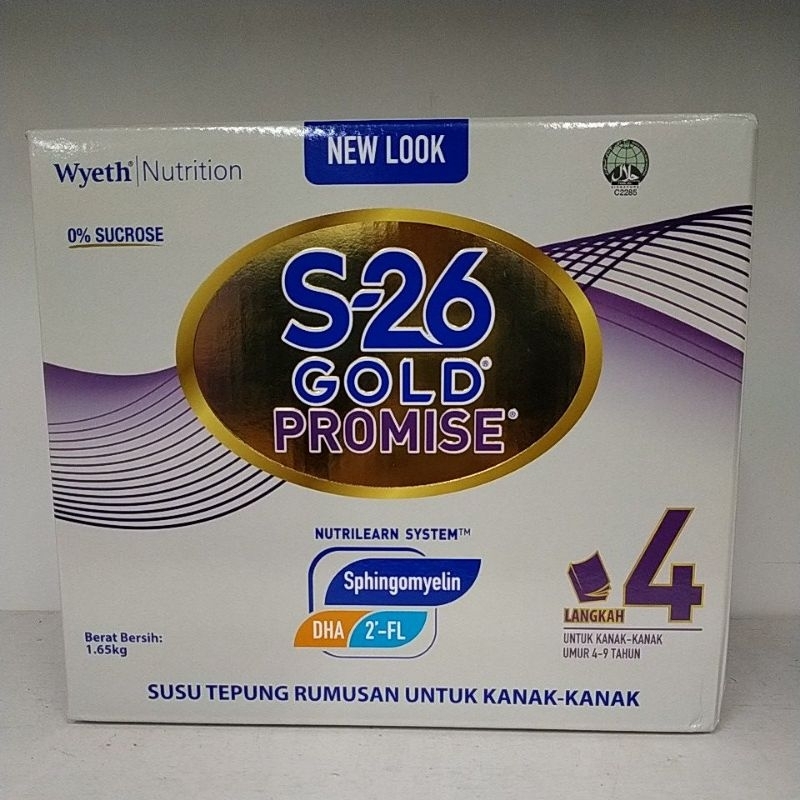 NEW LOOK
Wyeth® | Nutrition
0% SUCROSE
C2285
S-26
GOLD®
PROMISE®
NUTRILEARN SYSTEM™
Sphingomyelin
DHA 2'-FL
4
LANGKAH
UNTUK KANAK-KANAK
UMUR 4-9 TAHUN
Berat Bersih:
1.65kg
SUSU TEPUNG RUMUSAN UNTUK KANAK-KANAK